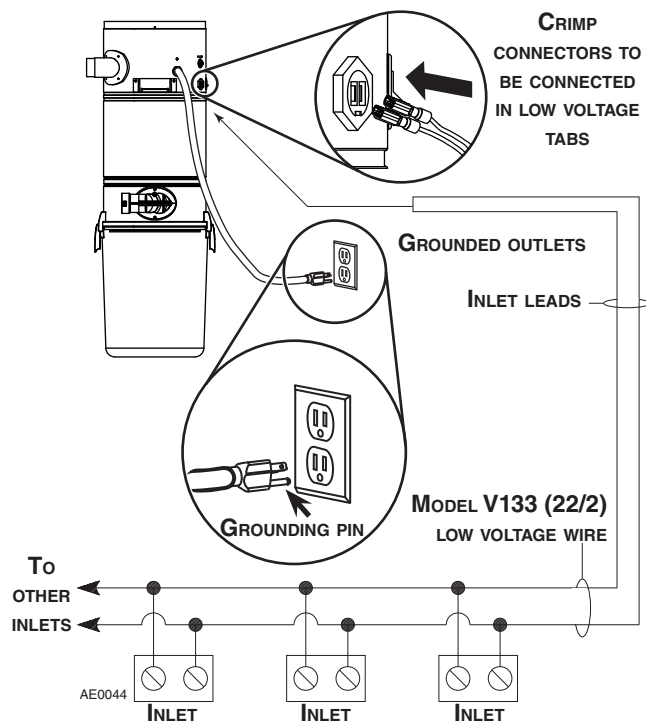 CRIMP
CONNECTORS TO
BE CONNECTED
IN LOW VOLTAGE
TABS
GROUNDED OUTLETS
INLET LEADS
GROUNDING PIN
MODEL V133 (22/2)
LOW VOLTAGE WIRE
TO
OTHER
INLETS
AE0044
INLET
INLET
INLET